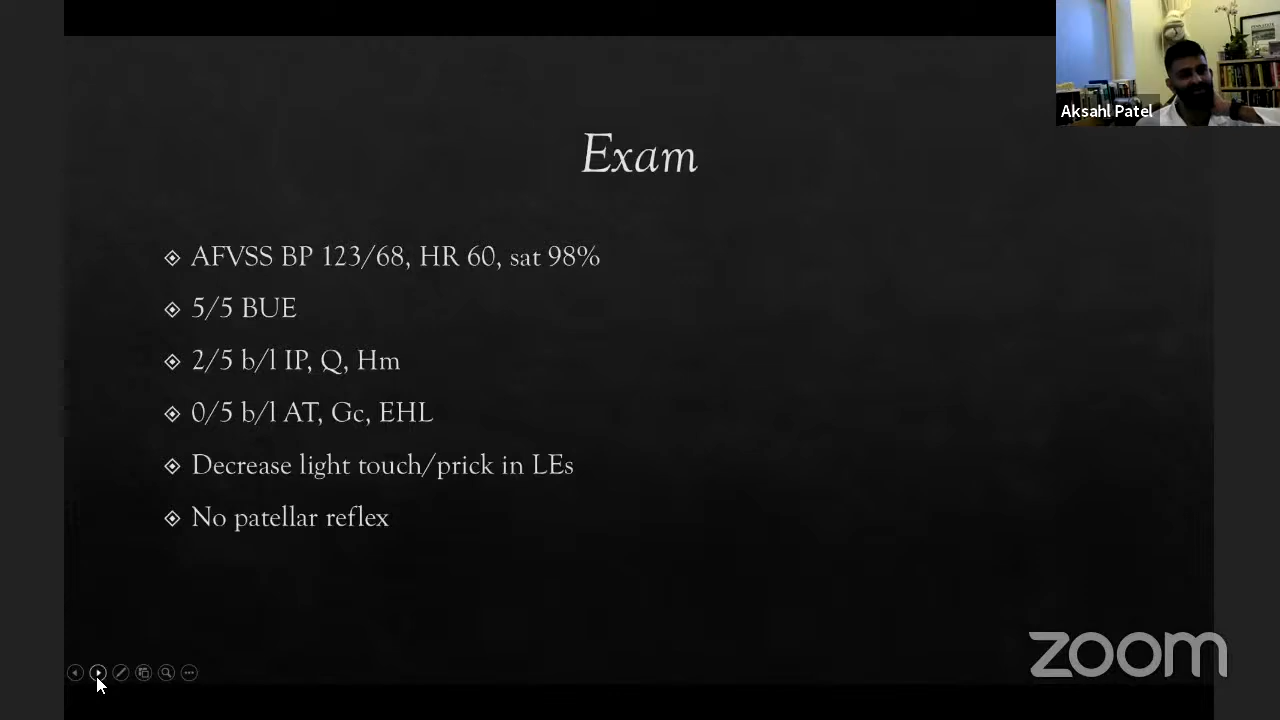 Aksahl Patel
Exam
AFVSS BP 123/68, HR 60, sat 98%
5/5 BUE
2/5 b/l IP, Q, Hm
0/5 b/l AT, Gc, EHL
Decrease light touch/prick in LEs
No patellar reflex
zoom